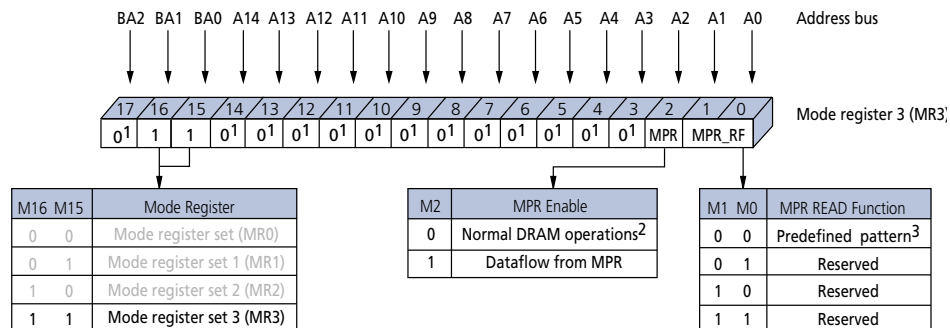 BA2 BA1 BA0 A14 A13 A12 A11 A10 A9 A8 A7 A6 A5 A4 A3 A2 A1 A0 Address bus
17 16 15 14 13 12 11 10 9 8 7 6 5 4 3 2 1 0 Mode register 3 (MR3)
0¹ 1 1 0¹ 0¹ 0¹ 0¹ 0¹ 0¹ 0¹ 0¹ 0¹ 0¹ 0¹ 0¹ MPR MPR_RF
M16 M15 Mode Register
0 0 Mode register set (MR0)
0 1 Mode register set 1 (MR1)
1 0 Mode register set 2 (MR2)
1 1 Mode register set 3 (MR3)
M2 MPR Enable
0 Normal DRAM operations²
1 Dataflow from MPR
M1 M0 MPR READ Function
0 0 Predefined pattern³
0 1 Reserved
1 0 Reserved
1 1 Reserved